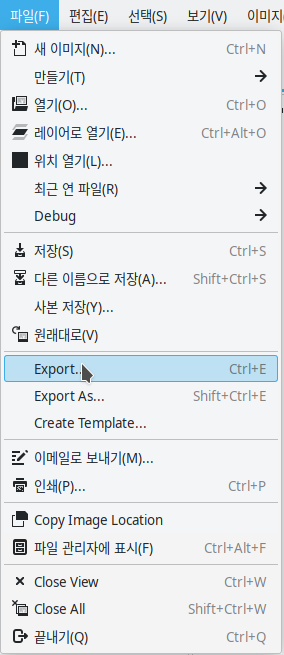 파일(F) 편집(E) 선택(S) 보기(V) 이미지(
새 이미지(N)... Ctrl+N
만들기(T)
열기(O)... Ctrl+O
레이어로 열기(E)... Ctrl+Alt+O
위치 열기(L)...
최근 연 파일(R)
Debug
저장(S) Ctrl+S
다른 이름으로 저장(A)... Shift+Ctrl+S
사본 저장(Y)...
원래대로(V)
Export... Ctrl+E
Export As... Shift+Ctrl+E
Create Template...
이메일로 보내기(M)...
인쇄(P)... Ctrl+P
Copy Image Location
파일 관리자에 표시(F) Ctrl+Alt+F
Close View Ctrl+W
Close All Shift+Ctrl+W
끝내기(Q) Ctrl+Q